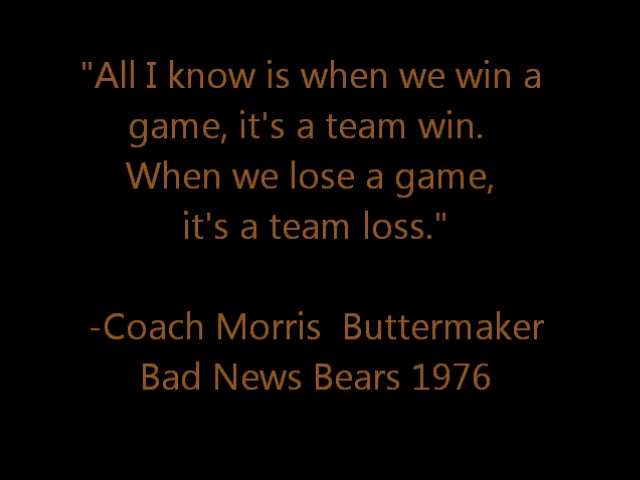 "All I know is when we win a
game, it's a team win.
When we lose a game,
it's a team loss."
-Coach Morris  Buttermaker
Bad News Bears 1976